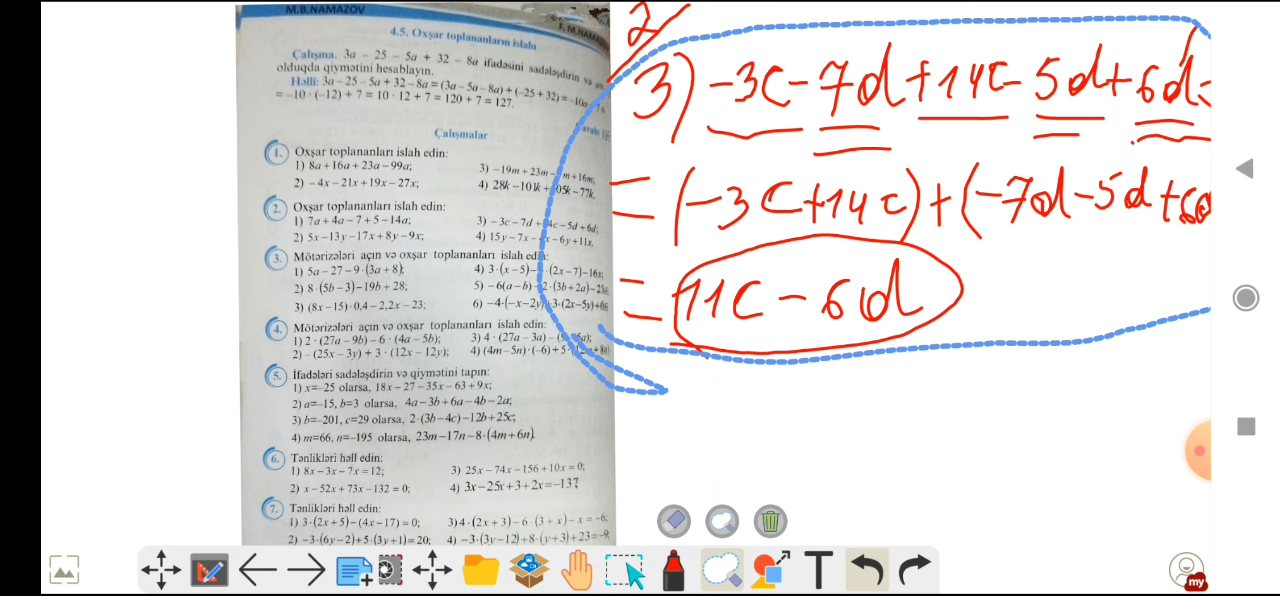 M.B.NAMAZOV
F. M.NAMA
4.5. Oxşar toplananların islahı
Çalışma. 3a − 25 − 5a + 32 − 8a ifadəsini sadələşdirin və
olduqda qiymətini hesablayın.
Həlli: 3a−25−5a+32−8a=(3a−5a−8a)+(−25+32)=−10a
=−10·(−12)+7=10·12+7=120+7=127.
Çalışmalar
1. Oxşar toplananları islah edin:
1) 8a+16a+23a−99a;
3) −19m+23m− m+16m;
2) −4x−21x+19x−27x;
4) 28k−101k+ 05k−77k.
2. Oxşar toplananları islah edin:
1) 7a+4a−7+5−14a;
3) −3c−7d+ 4c−5d+6d;
2) 5x−13y−17x+8y−9x;
4) 15y−7x− x−6y+11x.
3. Mötərizələri açın və oxşar toplananları islah edin:
1) 5a−27−9·(3a+8);
4) 3·(x−5)− ·(2x−7)−16x;
2) 8·(5b−3)−19b+28;
5) −6(a−b)− 2·(3b+2a)−
3) (8x−15)·0,4−2,2x−23;
6) −4·(−x−2y)+3·(2x−5y)+
4. Mötərizələri açın və oxşar toplananları islah edin:
1) 2·(27a−9b)−6·(4a−5b);
3) 4·(27a−3a)−
2) −(25x−3y)+3·(12x−12y);
4) (4m−5n)·(−6)+5·
5. İfadələri sadələşdirin və qiymətini tapın:
1) x=−25 olarsa, 18x−27−35x−63+9x;
2) a=−15, b=3 olarsa, 4a−3b+6a−4b−2a;
3) b=−201, c=29 olarsa, 2·(3b−4c)−12b+25c;
4) m=66, n=−195 olarsa, 23m−17n−8·(4m+6n).
6. Tənlikləri həll edin:
1) 8x−3x−7x=12;
3) 25x−74x−156+10x=0;
2) x−52x+73x−132=0;
4) 3x−25x+3+2x=−137
7. Tənlikləri həll edin:
1) 3·(2x+5)−(4x−17)=0;
3) 4·(2x+3)−6·(3+x)−x=−6;
2) −3·(6y−2)+5·(3y+1)=20;
4) −3·(3y−12)+8·(y+3)+23=−9
2
3) −3c−7d+14c−5d+6d=
=(−3c+14c)+(−7d−5d+6d
=11c−6d
T
my